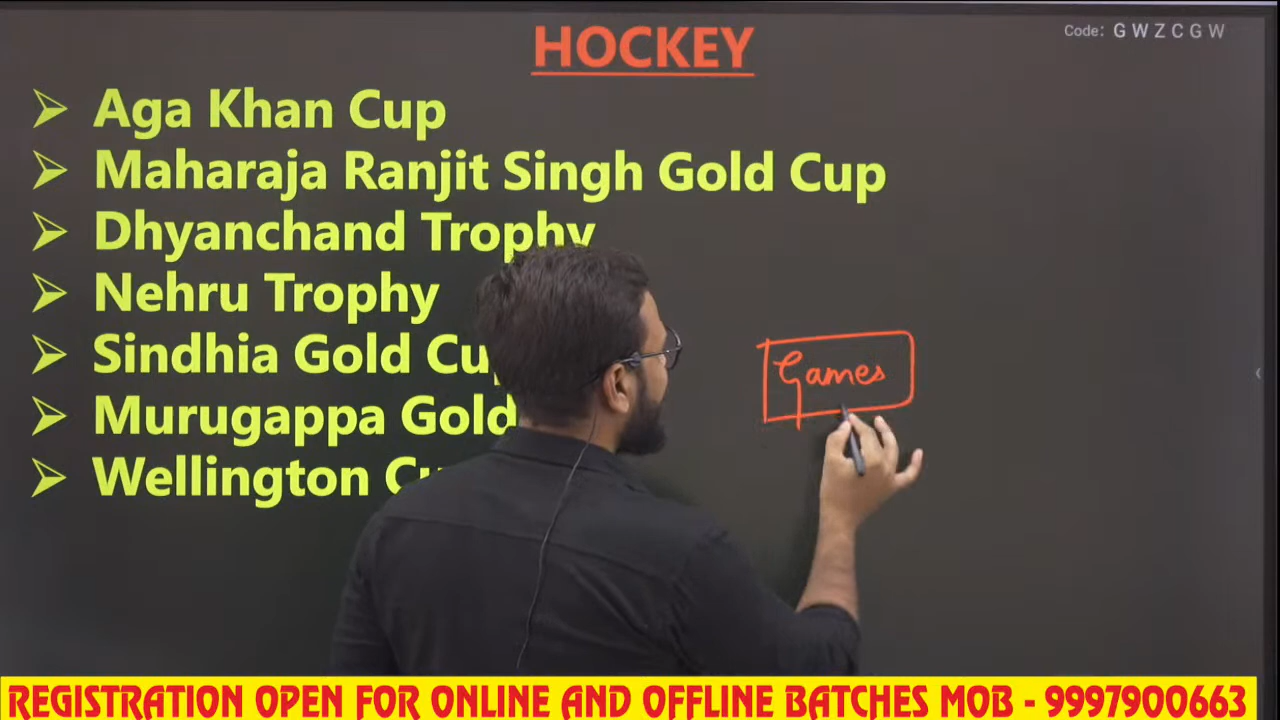 HOCKEY
Code: G W Z C G W
Aga Khan Cup
Maharaja Ranjit Singh Gold Cup
Dhyanchand Trophy
Nehru Trophy
Sindhia Gold
Murugappa Gold
Wellington
Games
REGISTRATION OPEN FOR ONLINE AND OFFLINE BATCHES MOB - 9997900663